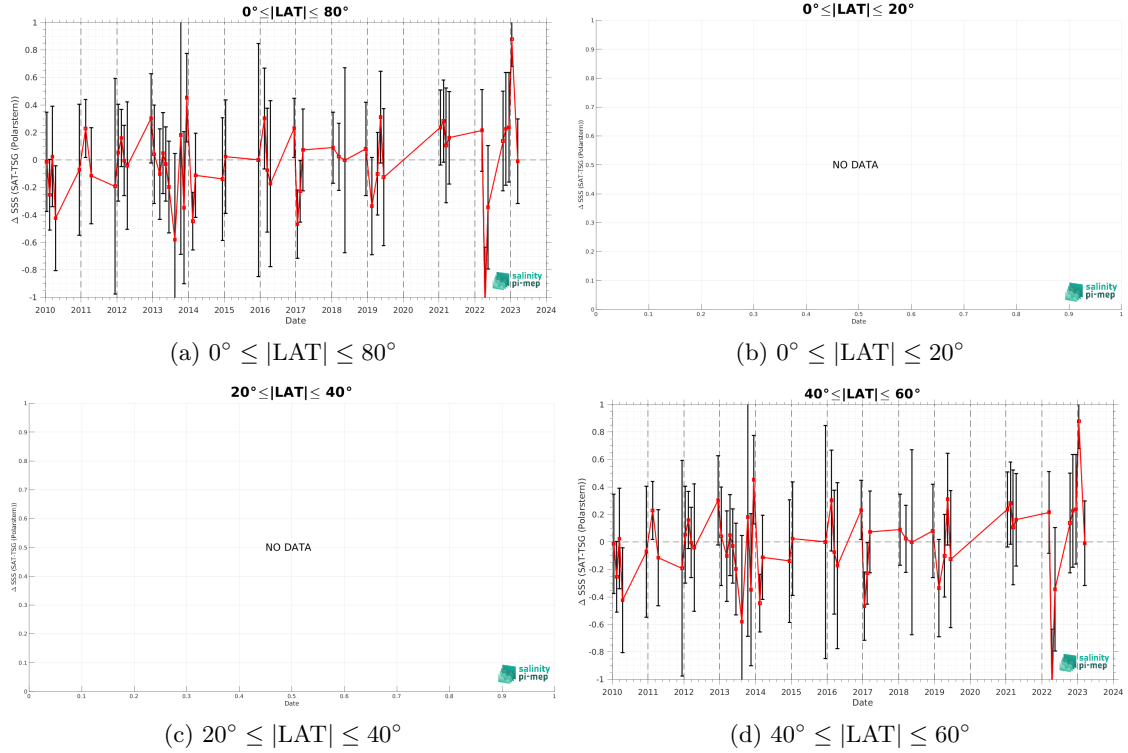 0°≤|LAT|≤ 80°
Δ SSS (SAT-TSG (Polarstern))
1
0.8
0.6
0.4
0.2
0
-0.2
-0.4
-0.6
-0.8
-1
2010 2011 2012 2013 2014 2015 2016 2017 2018 2019 2020 2021 2022 2023 2024
Date
salinity
pi-mep
(a) 0° ≤ |LAT| ≤ 80°
0°≤|LAT|≤ 20°
Δ SSS (SAT-TSG (Polarstern))
1
0.9
0.8
0.7
0.6
0.5
0.4
0.3
0.2
0.1
0
NO DATA
0 0.1 0.2 0.3 0.4 0.5 0.6 0.7 0.8 0.9 1
Date
salinity
pi-mep
(b) 0° ≤ |LAT| ≤ 20°
20°≤|LAT|≤ 40°
Δ SSS (SAT-TSG (Polarstern))
1
0.9
0.8
0.7
0.6
0.5
0.4
0.3
0.2
0.1
0
NO DATA
0 0.1 0.2 0.3 0.4 0.5 0.6 0.7 0.8 0.9 1
Date
salinity
pi-mep
(c) 20° ≤ |LAT| ≤ 40°
40°≤|LAT|≤ 60°
Δ SSS (SAT-TSG (Polarstern))
1
0.8
0.6
0.4
0.2
0
-0.2
-0.4
-0.6
-0.8
-1
2010 2011 2012 2013 2014 2015 2016 2017 2018 2019 2020 2021 2022 2023 2024
Date
salinity
pi-mep
(d) 40° ≤ |LAT| ≤ 60°